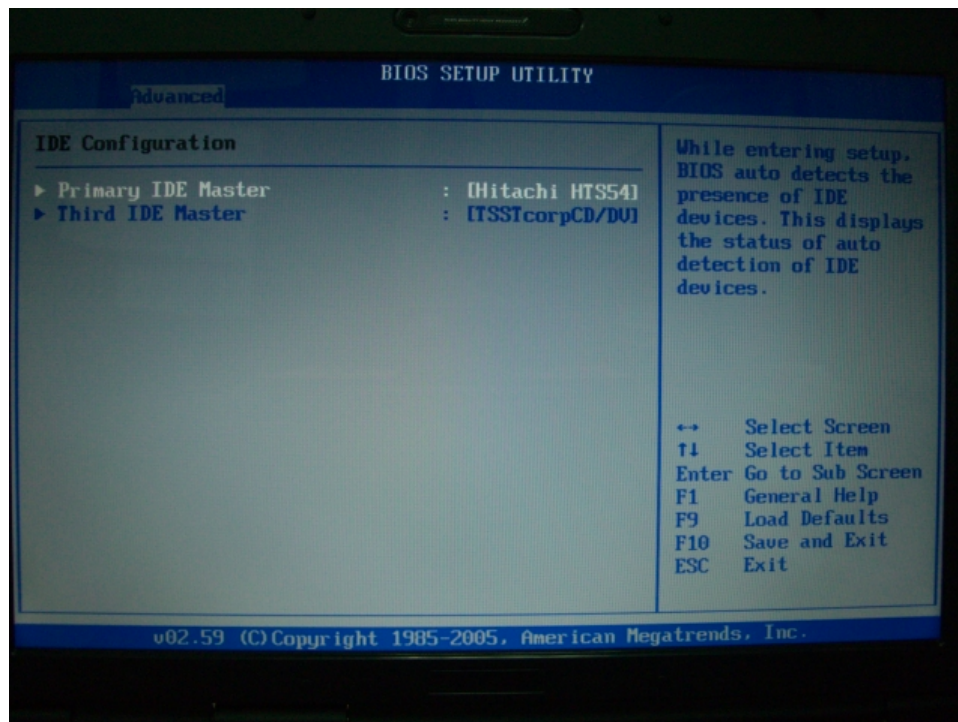 BIOS SETUP UTILITY
Advanced
IDE Configuration
▶ Primary IDE Master : [Hitachi HTS54]
▶ Third IDE Master : [TSSTcorpCD/DV]
While entering setup,
BIOS auto detects the
presence of IDE
devices. This displays
the status of auto
detection of IDE
devices.
↔ Select Screen
↑↓ Select Item
Enter Go to Sub Screen
F1 General Help
F9 Load Defaults
F10 Save and Exit
ESC Exit
v02.59 (C)Copyright 1985-2005, American Megatrends, Inc.